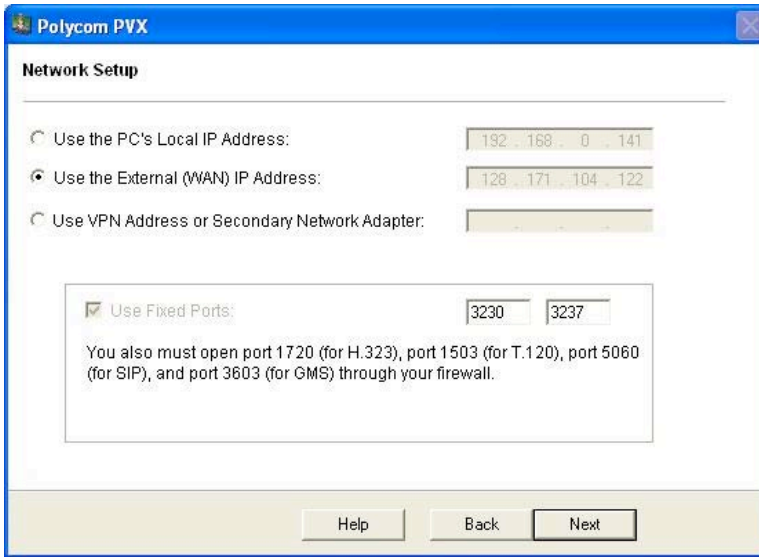 Polycom PVX
Network Setup
Use the PC's Local IP Address: 192 . 168 . 0 . 141
Use the External (WAN) IP Address: 128 . 171 . 104 . 122
Use VPN Address or Secondary Network Adapter: . . .
Use Fixed Ports: 3230 3237
You also must open port 1720 (for H.323), port 1503 (for T.120), port 5060
(for SIP), and port 3603 (for GMS) through your firewall.
Help Back Next